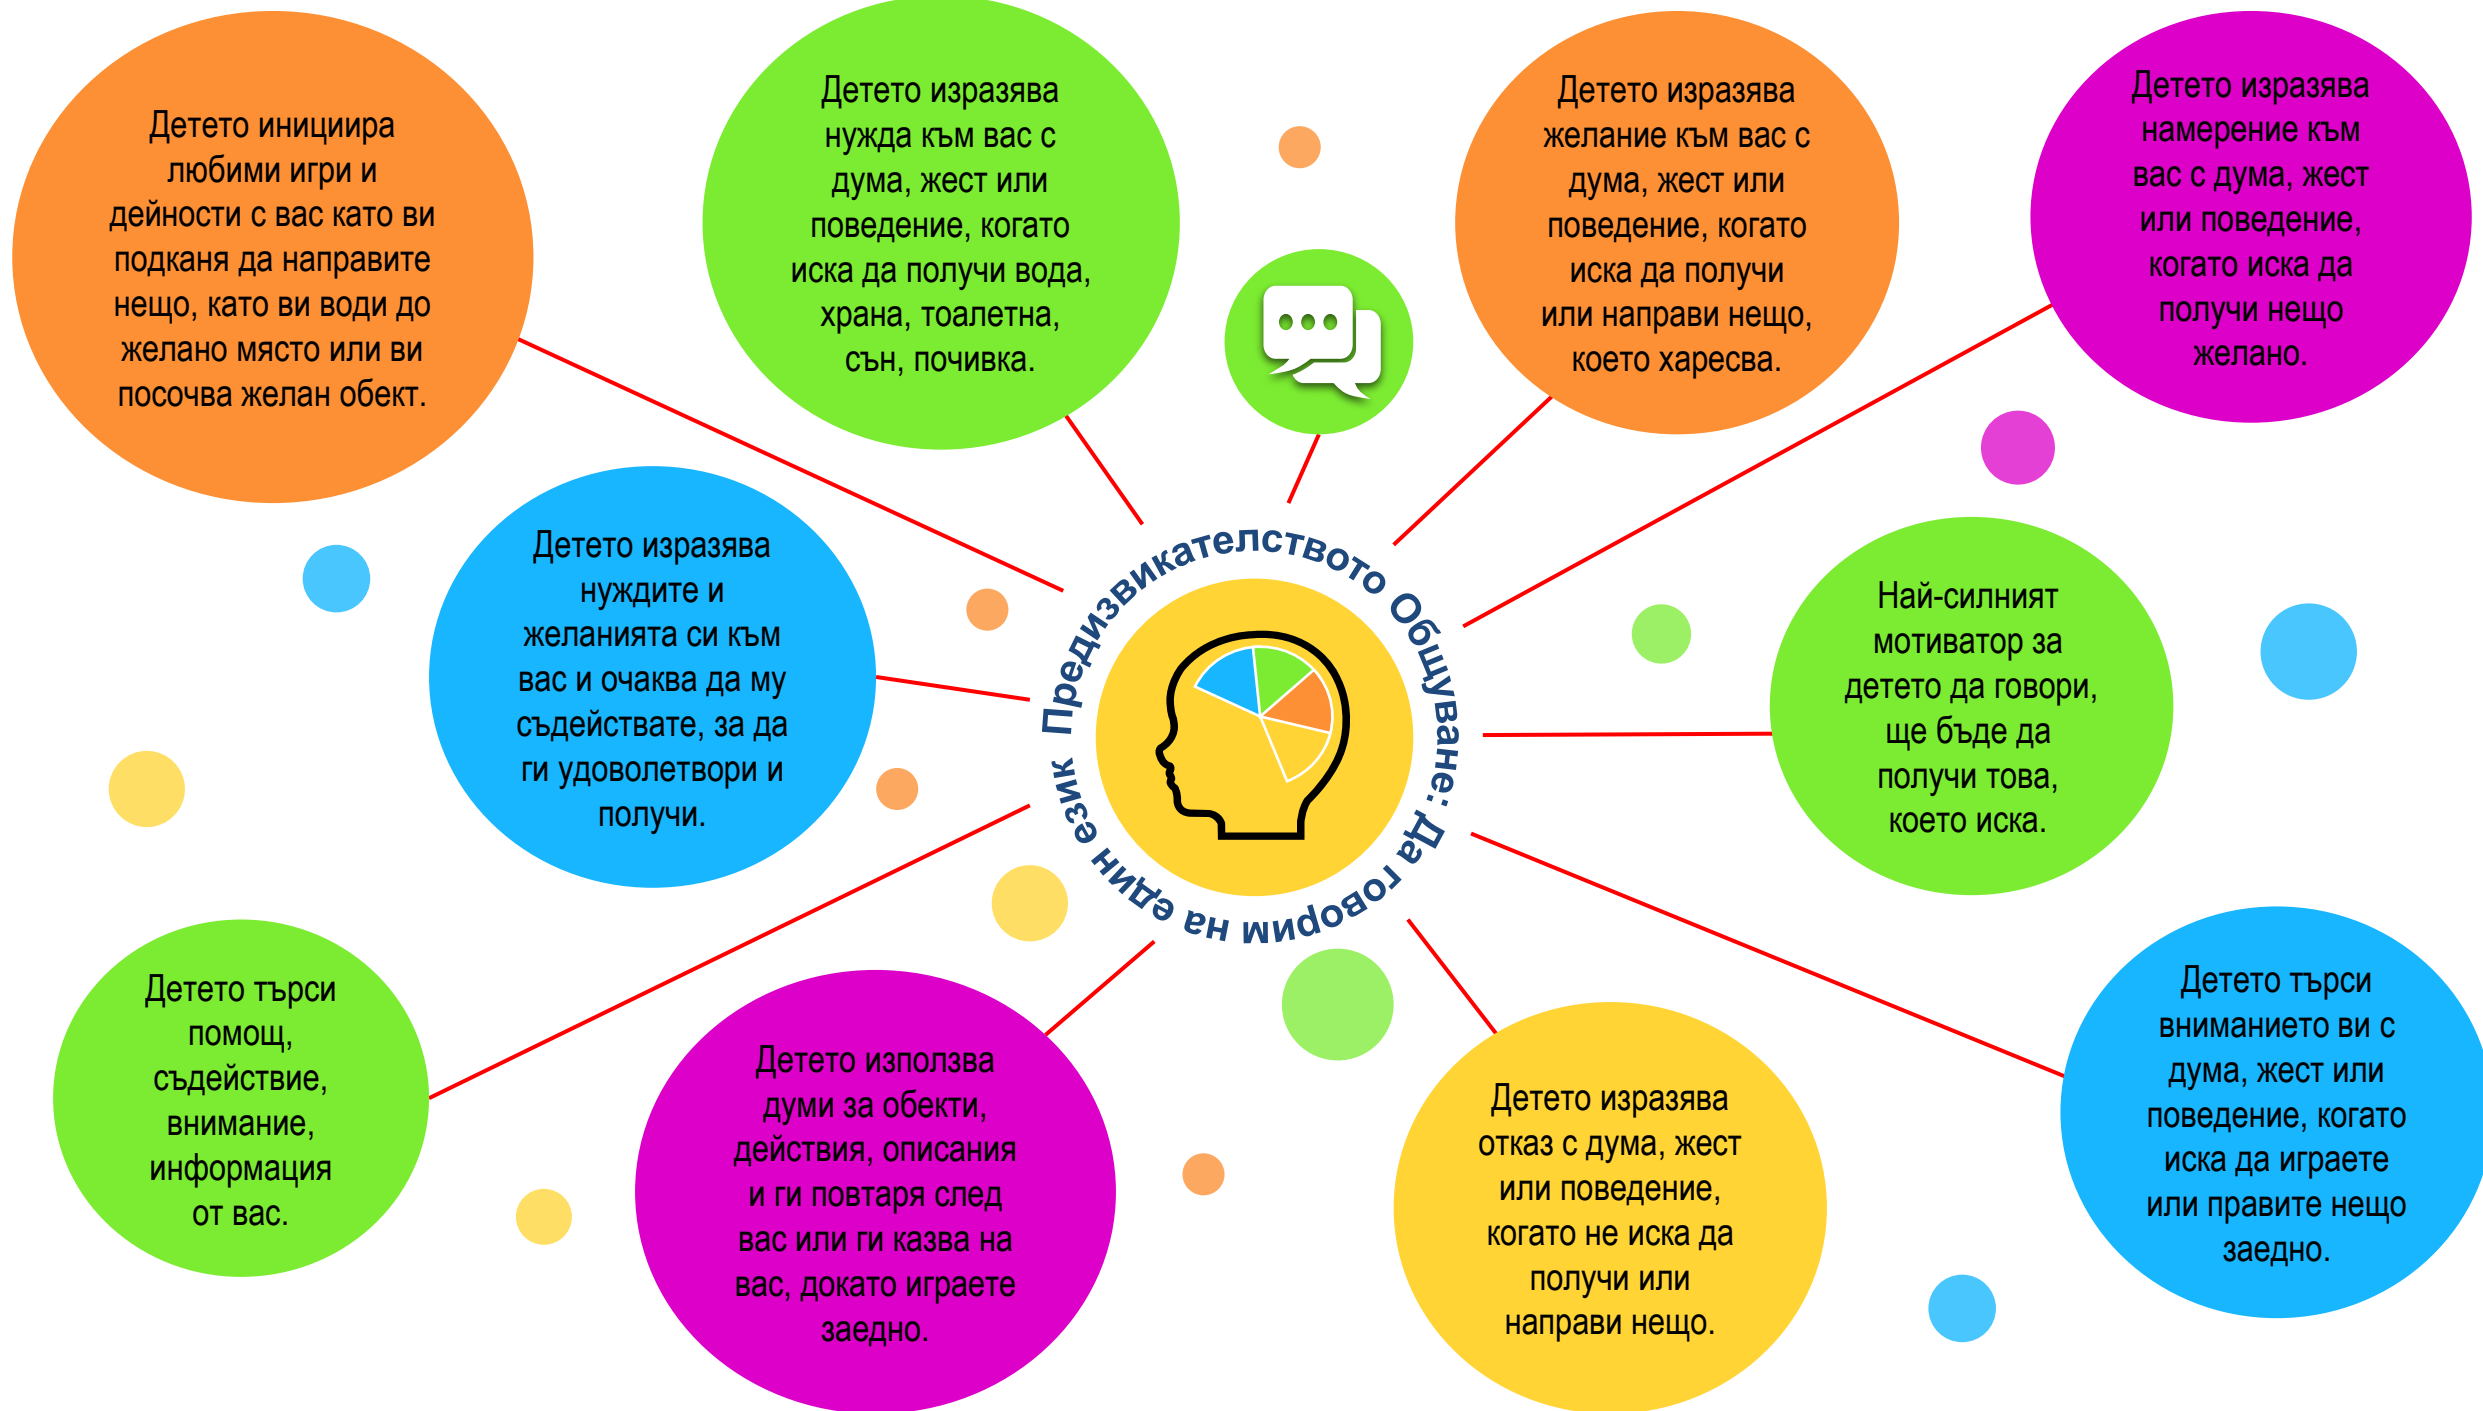 Детето инициира
любими игри и
дейности с вас като ви
подканя да направите
нещо, като ви води до
желано място или ви
посочва желан обект.
Детето изразява
нужда към вас с
дума, жест или
поведение, когато
иска да получи вода,
храна, тоалетна,
сън, почивка.
Детето изразява
желание към вас с
дума, жест или
поведение, когато
иска да получи
или направи нещо,
което харесва.
Детето изразява
намерение към
вас с дума, жест
или поведение,
когато иска да
получи нещо
желано.
Детето изразява
нуждите и
желанията си към
вас и очаква да му
съдействате, за да
ги удоволетвори и
получи.
Предизвикателството Общуване: Да говорим на един език
Най-силният
мотиватор за
детето да говори,
ще бъде да
получи това,
което иска.
Детето търси
помощ,
съдействие,
внимание,
информация
от вас.
Детето използва
думи за обекти,
действия, описания
и ги повтаря след
вас или ги казва на
вас, докато играете
заедно.
Детето изразява
отказ с дума, жест
или поведение,
когато не иска да
получи или
направи нещо.
Детето търси
вниманието ви с
дума, жест или
поведение, когато
иска да играете
или правите нещо
заедно.